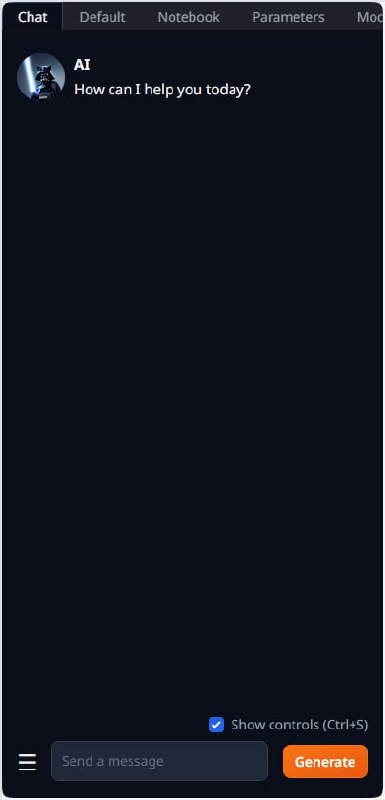 Chat Default Notebook Parameters
AI
How can I help you today?
Show controls (Ctrl+S)
Send a message Generate